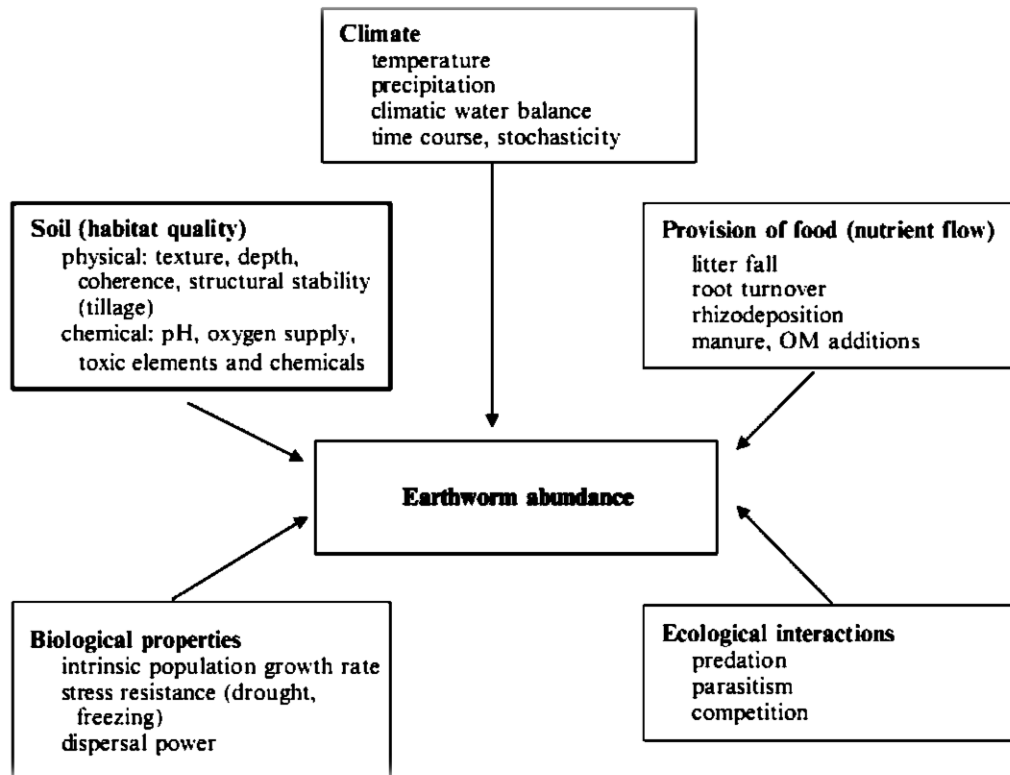 Climate
temperature
precipitation
climatic water balance
time course, stochasticity
Soil (habitat quality)
physical: texture, depth,
coherence, structural stability
(tillage)
chemical: pH, oxygen supply,
toxic elements and chemicals
Provision of food (nutrient flow)
litter fall
root turnover
rhizodeposition
manure, OM additions
Earthworm abundance
Biological properties
intrinsic population growth rate
stress resistance (drought,
freezing)
dispersal power
Ecological interactions
predation
parasitism
competition